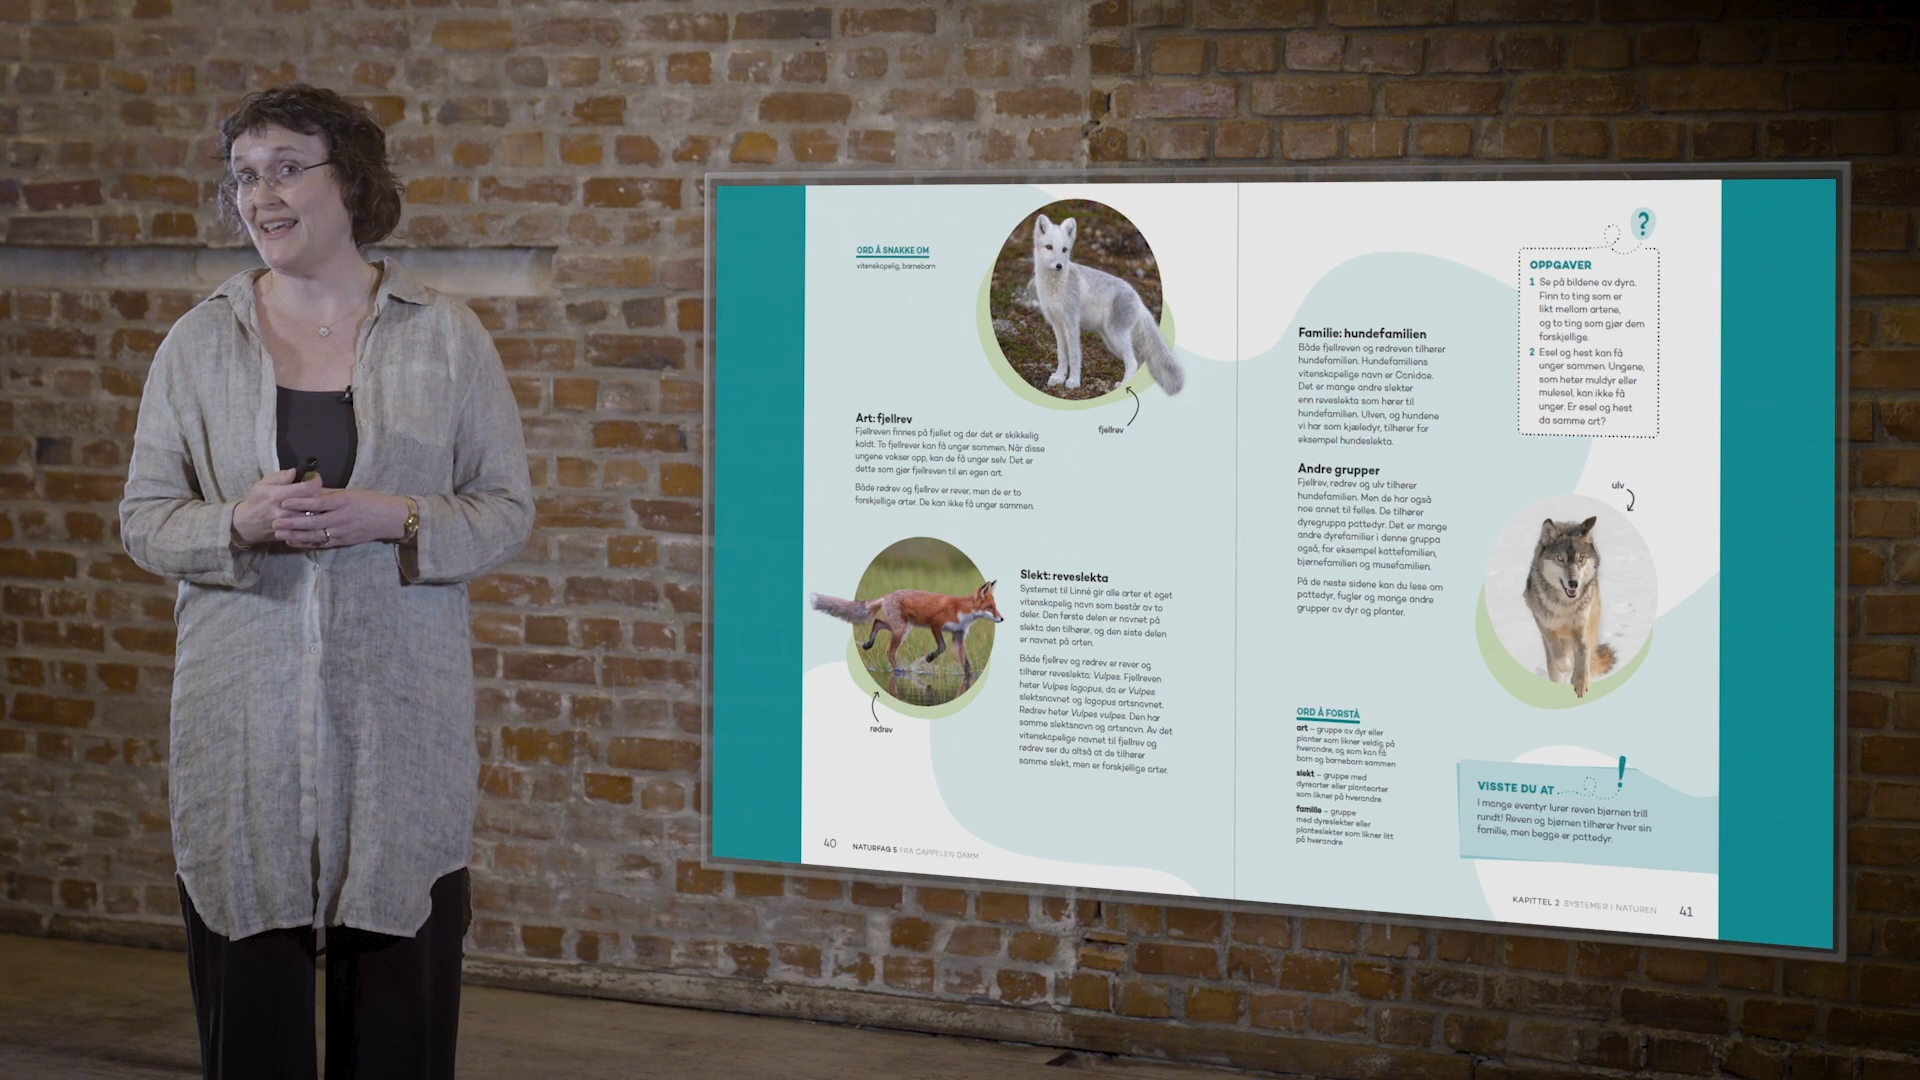 ORD Å SNAKKE OM
vitenskapelig, barnebarn
fjellrev
Art: fjellrev
Fjellreven finnes på fjellet og der det er skikkelig
kaldt. To fjellrever kan få unger sammen. Når disse
ungene vokser opp, kan de få unger selv. Det er
dette som gjør fjellreven til en egen art.
Både rødrev og fjellrev er rever, men de er to
forskjellige arter. De kan ikke få unger sammen.
rødrev
Slekt: reveslekta
Systemet til Linné gir alle arter et eget
vitenskapelig navn som består av to
deler. Den første delen er navnet på
slekta den tilhører, og den siste delen
er navnet på arten.
Både fjellrev og rødrev er rever og
tilhører reveslekta: Vulpes. Fjellreven
heter Vulpes lagopus, da er Vulpes
slektsnavnet og lagopus artsnavnet.
Rødrev heter Vulpes vulpes. Den har
samme slektsnavn og artsnavn. Av det
vitenskapelige navnet til fjellrev og
rødrev ser du altså at de tilhører
samme slekt, men er forskjellige arter.
40 NATURFAG 5 FRA CAPPELEN DAMM
Familie: hundefamilien
Både fjellreven og rødreven tilhører
hundefamilien. Hundefamiliens
vitenskapelige navn er Canidae.
Det er mange andre slekter
enn reveslekta som hører til
hundefamilien. Ulven, og hundene
vi har som kjæledyr, tilhører for
eksempel hundeslekta.
Andre grupper
Fjellrev, rødrev og ulv tilhører
hundefamilien. Men de har også
noe annet til felles. De tilhører
dyregruppa pattedyr. Det er mange
andre dyrefamilier i denne gruppa
også, for eksempel kattefamilien,
bjørnefamilien og musefamilien.
På de neste sidene kan du lese om
pattedyr, fugler og mange andre
grupper av dyr og planter.
ORD Å FORSTÅ
art – gruppe av dyr eller
planter som likner veldig på
hverandre, og som kan få
barn og barnebarn sammen
slekt – gruppe med
dyrearter eller plantearter
som likner på hverandre
familie – gruppe
med dyreslekter eller
planteslekter som likner litt
på hverandre
?
OPPGAVER
1 Se på bildene av dyra.
Finn to ting som er
likt mellom artene,
og to ting som gjør dem
forskjellige.
2 Esel og hest kan få
unger sammen. Ungene,
som heter muldyr eller
mulesel, kan ikke få
unger. Er esel og hest
da samme art?
ulv
VISSTE DU AT
!
I mange eventyr lurer reven bjørnen trill
rundt! Reven og bjørnen tilhører hver sin
familie, men begge er pattedyr.
KAPITTEL 2 SYSTEMER I NATUREN 41